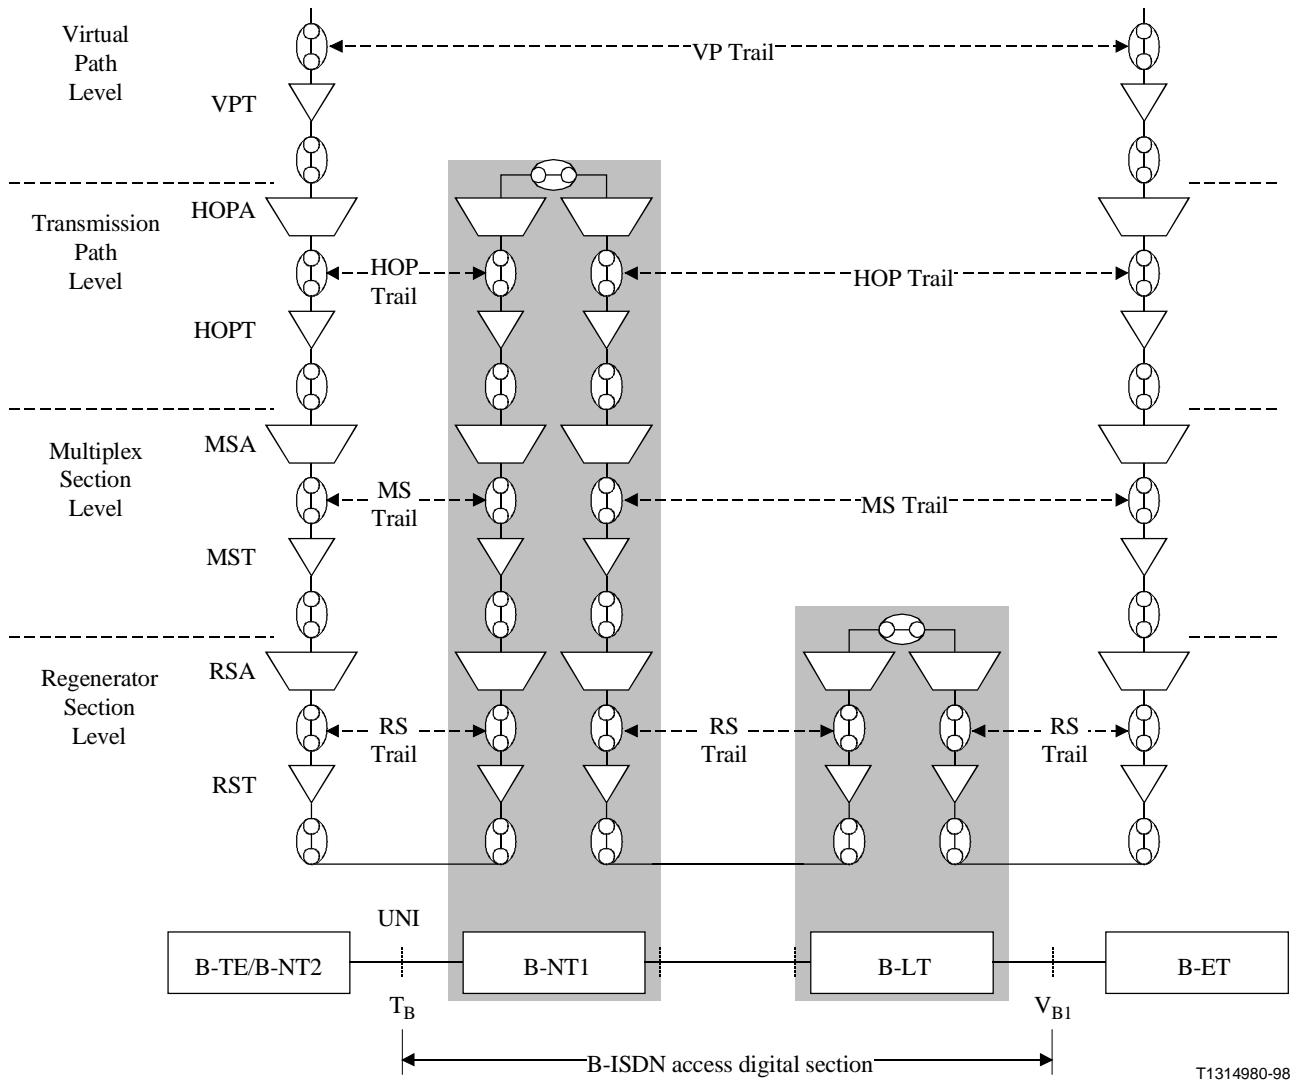 Virtual
Path
Level
VP Trail
VPT
Transmission
Path
Level
HOPA
HOP
Trail
HOP Trail
HOPT
Multiplex
Section
Level
MSA
MS
Trail
MS Trail
MST
Regenerator
Section
Level
RSA
RS
Trail
RS
Trail
RS
Trail
RST
UNI
B-TE/B-NT2
B-NT1
B-LT
B-ET
TB
VB1
B-ISDN access digital section
T1314980-98